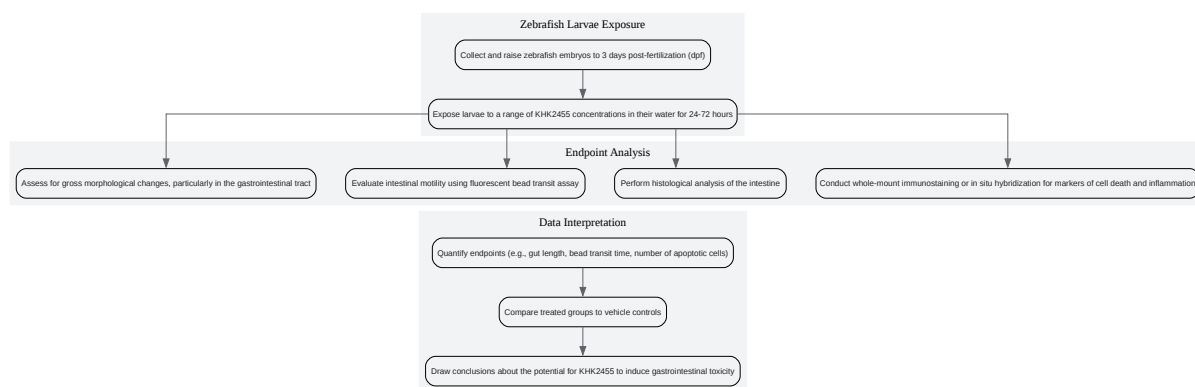 Zebrafish Larvae Exposure
Collect and raise zebrafish embryos to 3 days post-fertilization (dpf)
Expose larvae to a range of KHK2455 concentrations in their water for 24-72 hours
Endpoint Analysis
Assess for gross morphological changes, particularly in the gastrointestinal tract
Evaluate intestinal motility using fluorescent bead transit assay
Perform histological analysis of the intestine
Conduct whole-mount immunostaining or in situ hybridization for markers of cell death and inflammation
Data Interpretation
Quantify endpoints (e.g., gut length, bead transit time, number of apoptotic cells)
Compare treated groups to vehicle controls
Draw conclusions about the potential for KHK2455 to induce gastrointestinal toxicity